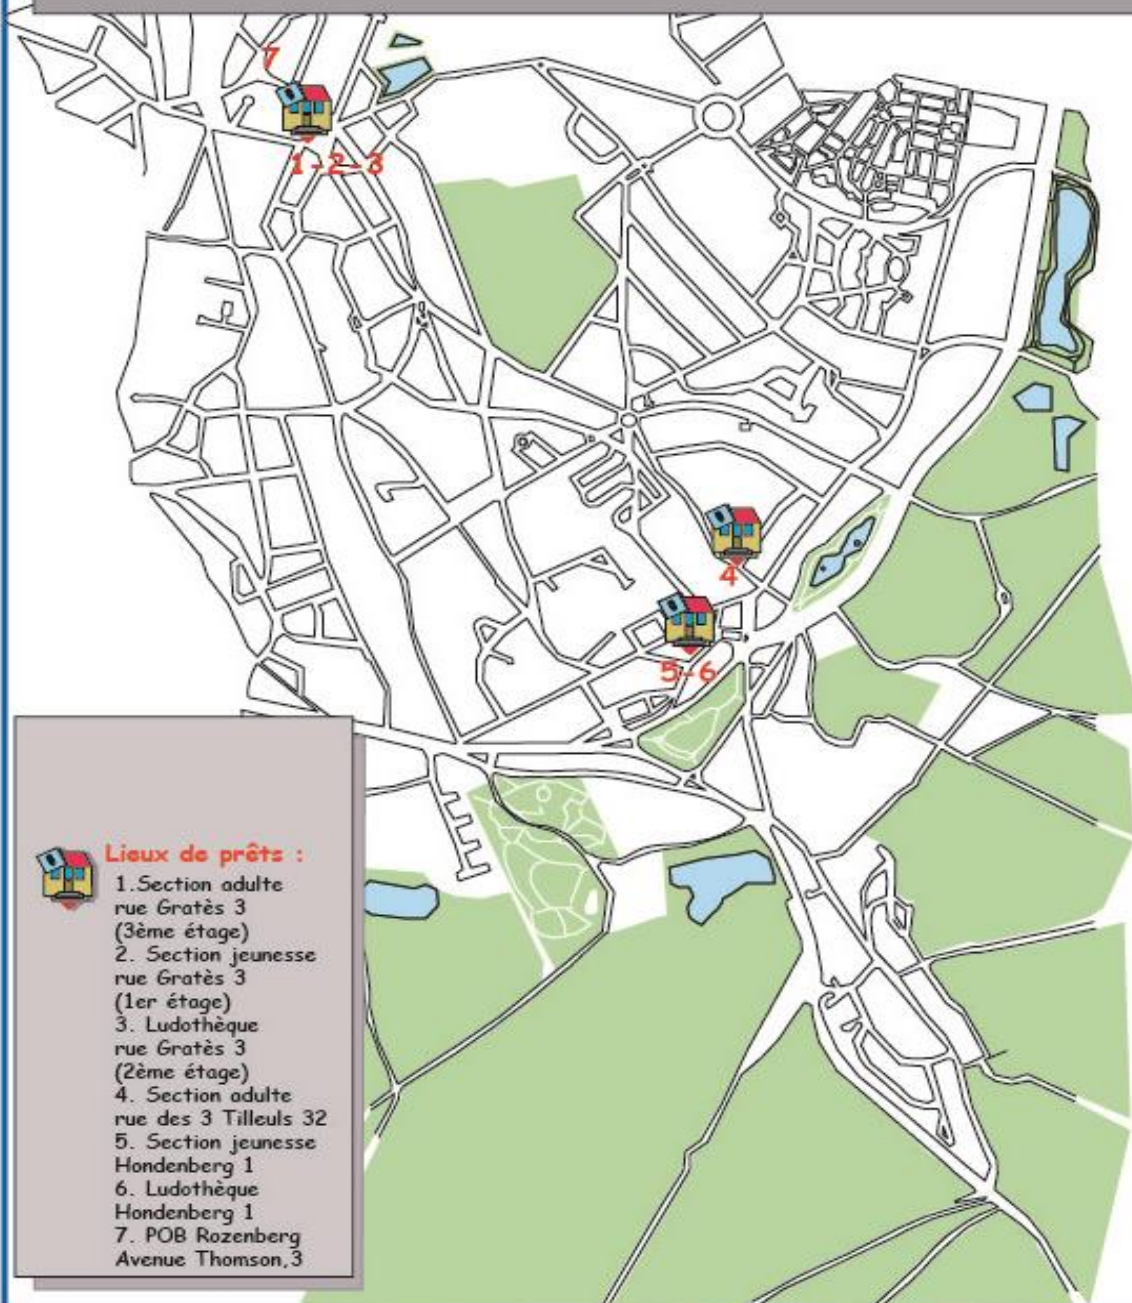 7
1-2-3
4
5-6
Lieux de prêts :
1.Section adulte
rue Gratès 3
(3ème étage)
2. Section jeunesse
rue Gratès 3
(1er étage)
3. Ludothèque
rue Gratès 3
(2ème étage)
4. Section adulte
rue des 3 Tilleuls 32
5. Section jeunesse
Hondenberg 1
6. Ludothèque
Hondenberg 1
7. POB Rozenberg
Avenue Thomson,3